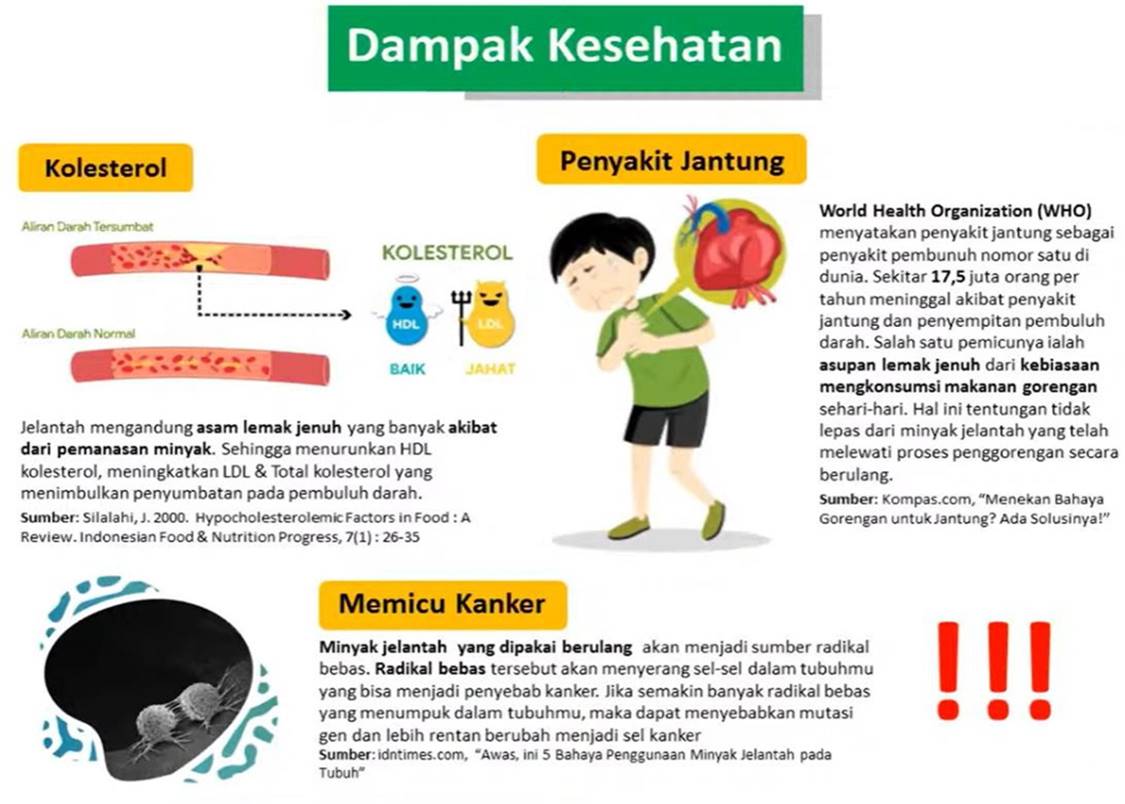 Dampak Kesehatan
Kolesterol
Aliran Darah Tersumbat
KOLESTEROL
HDL
LDL
BAIK
JAHAT
Aliran Darah Normal
Jelantah mengandung asam lemak jenuh yang banyak akibat
dari pemanasan minyak. Sehingga menurunkan HDL
kolesterol, meningkatkan LDL & Total kolesterol yang
menimbulkan penyumbatan pada pembuluh darah.
Sumber: Silalahi, J. 2000. Hypocholesterolemic Factors in Food : A
Review. Indonesian Food & Nutrition Progress, 7(1) : 26-35
Penyakit Jantung
World Health Organization (WHO)
menyatakan penyakit jantung sebagai
penyakit pembunuh nomor satu di
dunia. Sekitar 17,5 juta orang per
tahun meninggal akibat penyakit
jantung dan penyempitan pembuluh
darah. Salah satu pemicunya ialah
asupan lemak jenuh dari kebiasaan
mengkonsumsi makanan gorengan
sehari-hari. Hal ini tentungan tidak
lepas dari minyak jelantah yang telah
melewati proses penggorengan secara
berulang.
Sumber: Kompas.com, "Menekan Bahaya
Gorengan untuk Jantung? Ada Solusinya!"
Memicu Kanker
Minyak jelantah yang dipakai berulang akan menjadi sumber radikal
bebas. Radikal bebas tersebut akan menyerang sel-sel dalam tubuhmu
yang bisa menjadi penyebab kanker. Jika semakin banyak radikal bebas
yang menumpuk dalam tubuhmu, maka dapat menyebabkan mutasi
gen dan lebih rentan berubah menjadi sel kanker
Sumber: idntimes.com, "Awas, ini 5 Bahaya Penggunaan Minyak Jelantah pada
Tubuh"
!!!